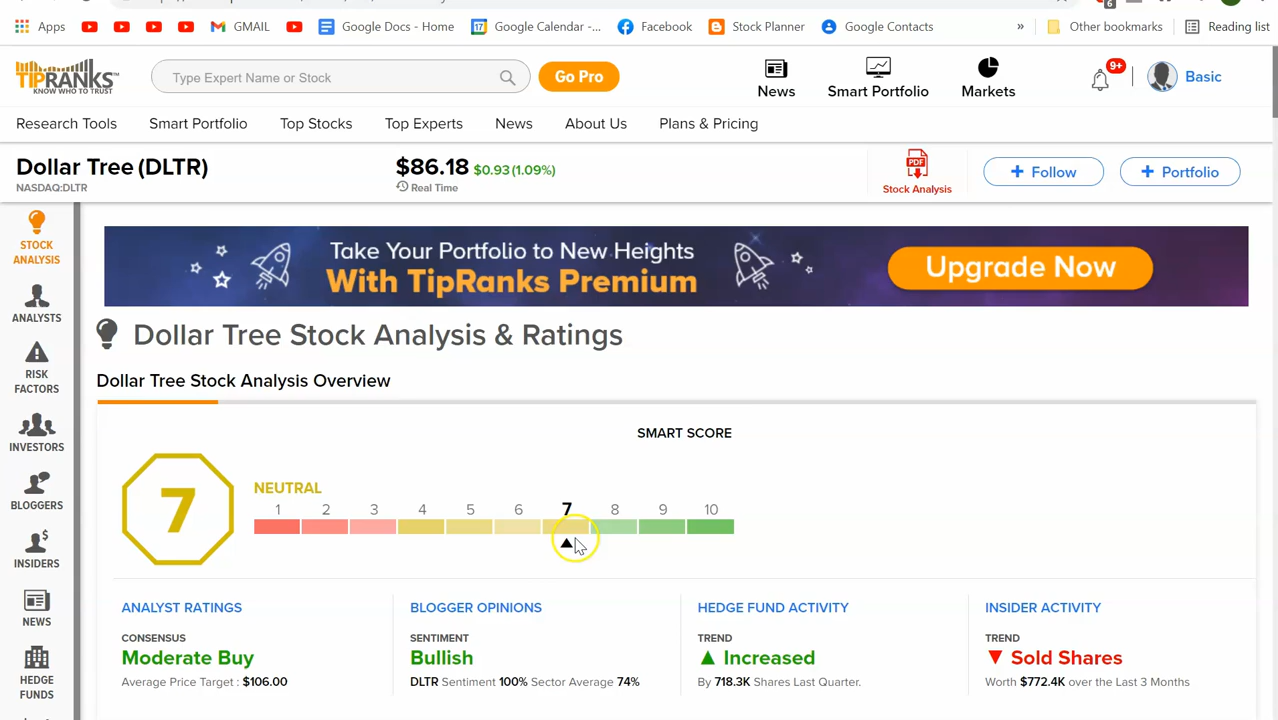 6
Apps
GMAIL
Google Docs - Home
Google Calendar -...
Facebook
Stock Planner
Google Contacts
»
Other bookmarks
Reading list
TIPRANKS
KNOW WHO TO TRUST
Type Expert Name or Stock
Go Pro
News
Smart Portfolio
Markets
9+
Basic
Research Tools
Smart Portfolio
Top Stocks
Top Experts
News
About Us
Plans & Pricing
Dollar Tree (DLTR)
NASDAQ:DLTR
$86.18 $0.93 (1.09%)
Real Time
PDF
Stock Analysis
+ Follow
+ Portfolio
STOCK
ANALYSIS
ANALYSTS
RISK
FACTORS
INVESTORS
BLOGGERS
INSIDERS
NEWS
HEDGE
FUNDS
Take Your Portfolio to New Heights
With TipRanks Premium
Upgrade Now
Dollar Tree Stock Analysis & Ratings
Dollar Tree Stock Analysis Overview
SMART SCORE
7
NEUTRAL
1 2 3 4 5 6 7 8 9 10
ANALYST RATINGS
CONSENSUS
Moderate Buy
Average Price Target : $106.00
BLOGGER OPINIONS
SENTIMENT
Bullish
DLTR Sentiment 100% Sector Average 74%
HEDGE FUND ACTIVITY
TREND
▲ Increased
By 718.3K Shares Last Quarter.
INSIDER ACTIVITY
TREND
▼ Sold Shares
Worth $772.4K over the Last 3 Months